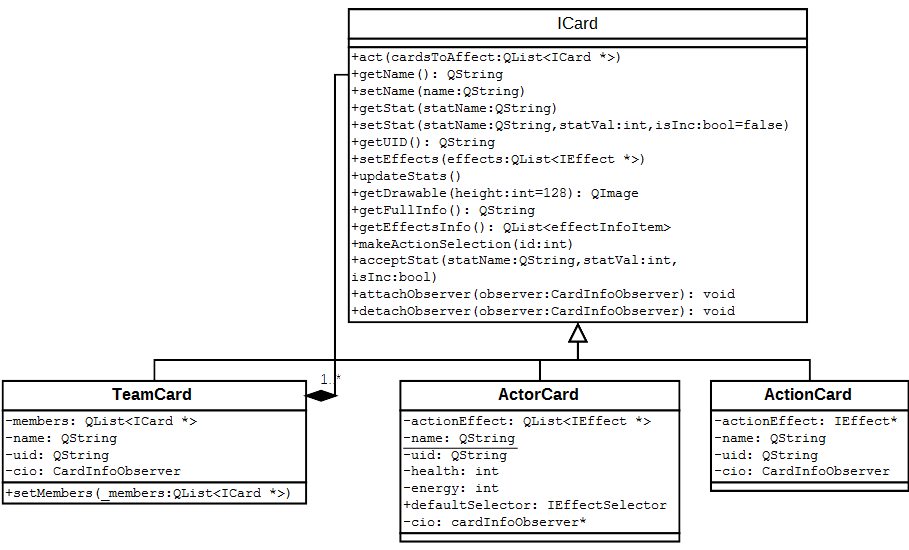 ICard
+act(cardsToAffect:QList<ICard *>)
+getName(): QString
+setName(name:QString)
+getStat(statName:QString)
+setStat(statName:QString,statVal:int,isInc:bool=false)
+getUID(): QString
+setEffects(effects:QList<IEffect *>)
+updateStats()
+getDrawable(height:int=128): QImage
+getFullInfo(): QString
+getEffectsInfo(): QList<effectInfoItem>
+makeActionSelection(id:int)
+acceptStat(statName:QString,statVal:int,
isInc:bool)
+attachObserver(observer:CardInfoObserver): void
+detachObserver(observer:CardInfoObserver): void
1..*
TeamCard
-members: QList<ICard *>
-name: QString
-uid: QString
-cio: CardInfoObserver
+setMembers(_members:QList<ICard *>)
ActorCard
-actionEffect: QList<IEffect *>
-name: QString
-uid: QString
-health: int
-energy: int
+defaultSelector: IEffectSelector
-cio: cardInfoObserver*
ActionCard
-actionEffect: IEffect*
-name: QString
-uid: QString
-cio: CardInfoObserver